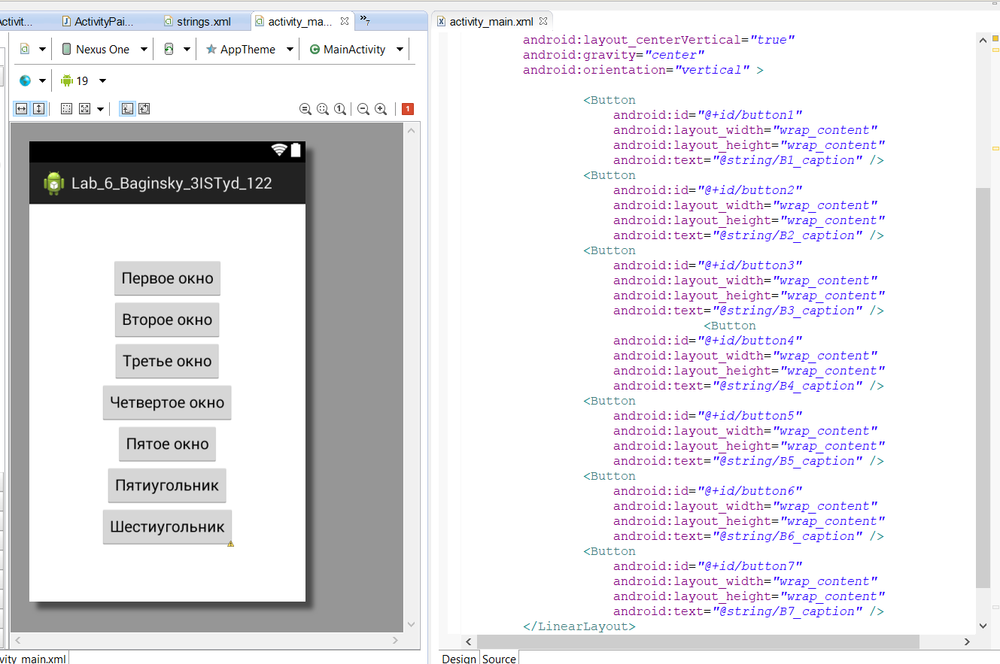 ctivit...
ActivityPai...
strings.xml
activity_ma...
7
activity_main.xml
Nexus One
AppTheme
MainActivity
19
1
Lab_6_Baginsky_3ISTyd_122
Первое окно
Второе окно
Третье окно
Четвертое окно
Пятое окно
Пятиугольник
Шестиугольник
vity_main.xml
android:layout_centerVertical="true"
android:gravity="center"
android:orientation="vertical" >
<Button
android:id="@+id/button1"
android:layout_width="wrap_content"
android:layout_height="wrap_content"
android:text="@string/B1_caption" />
<Button
android:id="@+id/button2"
android:layout_width="wrap_content"
android:layout_height="wrap_content"
android:text="@string/B2_caption" />
<Button
android:id="@+id/button3"
android:layout_width="wrap_content"
android:layout_height="wrap_content"
android:text="@string/B3_caption" />
<Button
android:id="@+id/button4"
android:layout_width="wrap_content"
android:layout_height="wrap_content"
android:text="@string/B4_caption" />
<Button
android:id="@+id/button5"
android:layout_width="wrap_content"
android:layout_height="wrap_content"
android:text="@string/B5_caption" />
<Button
android:id="@+id/button6"
android:layout_width="wrap_content"
android:layout_height="wrap_content"
android:text="@string/B6_caption" />
<Button
android:id="@+id/button7"
android:layout_width="wrap_content"
android:layout_height="wrap_content"
android:text="@string/B7_caption" />
</LinearLayout>
Design Source